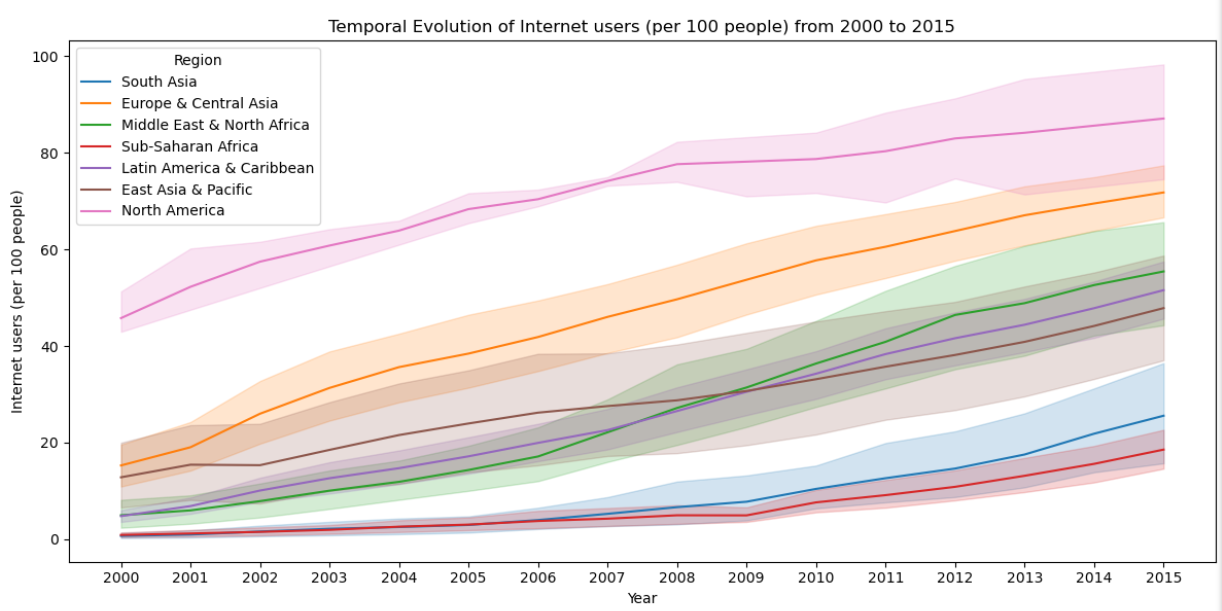 Temporal Evolution of Internet users (per 100 people) from 2000 to 2015
Region
South Asia
Europe & Central Asia
Middle East & North Africa
Sub-Saharan Africa
Latin America & Caribbean
East Asia & Pacific
North America
Internet users (per 100 people)
100
80
60
40
20
0
2000 2001 2002 2003 2004 2005 2006 2007 2008 2009 2010 2011 2012 2013 2014 2015
Year